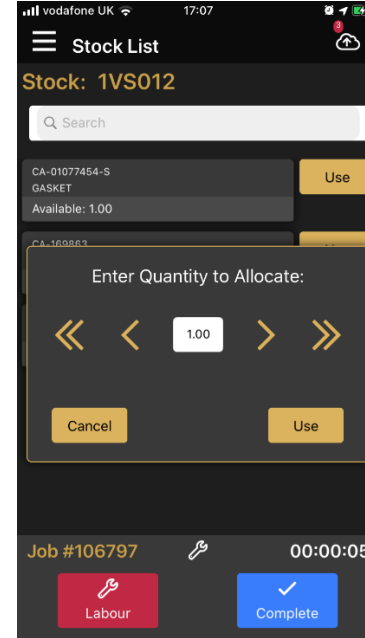 vodafone UK 17:07
3
Stock List
Stock: 1VS012
Search
CA-01077454-S
GASKET
Use
Available: 1.00
CA-169863
Enter Quantity to Allocate:
1.00
Cancel
Use
Job #106797
00:00:05
Labour
Complete